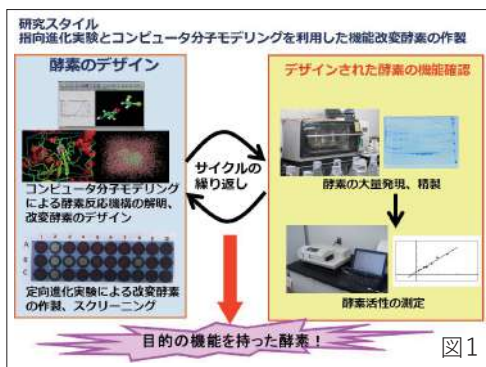 研究スタイル
指向進化実験とコンピュータ分子モデリングを利用した機能改変酵素の作製
酵素のデザイン
コンピュータ分子モデリング
による酵素反応機構の解明、
改変酵素のデザイン
A
B
C
定向進化実験による改変酵素
の作製、スクリーニング
サイクルの
繰り返し
デザインされた酵素の機能確認
酵素の大量発現、精製
酵素活性の測定
目的の機能を持った酵素！
図1